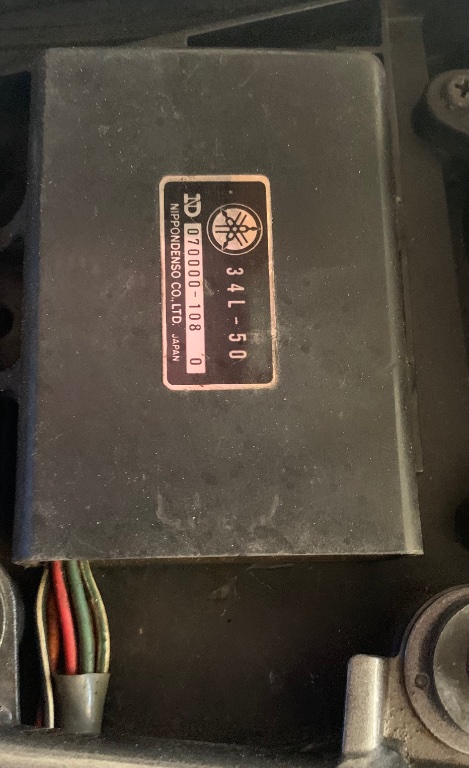 34L-50
ND 070000-108 0
NIPPONDENSO CO.,LTD. JAPAN